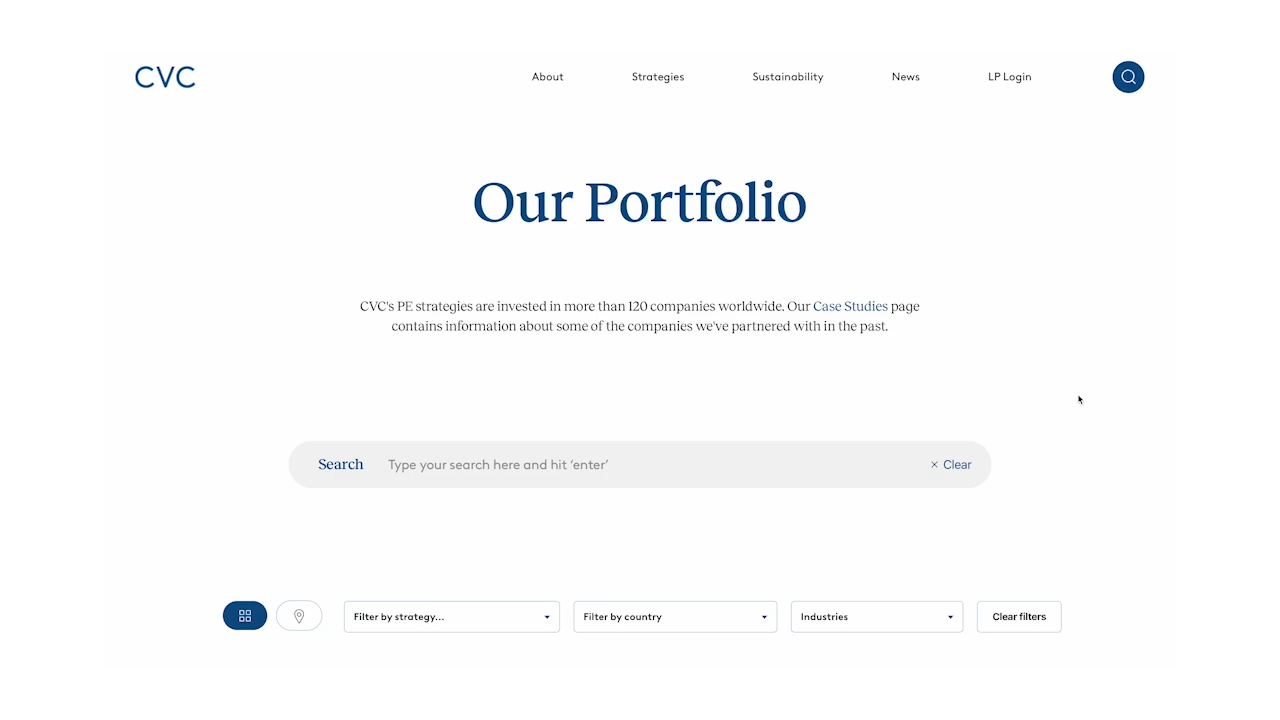 CVC
About
Strategies
Sustainability
News
LP Login
Our Portfolio
CVC's PE strategies are invested in more than 120 companies worldwide. Our Case Studies page
contains information about some of the companies we've partnered with in the past.
Search
Type your search here and hit ‘enter’
× Clear
Filter by strategy...
Filter by country
Industries
Clear filters